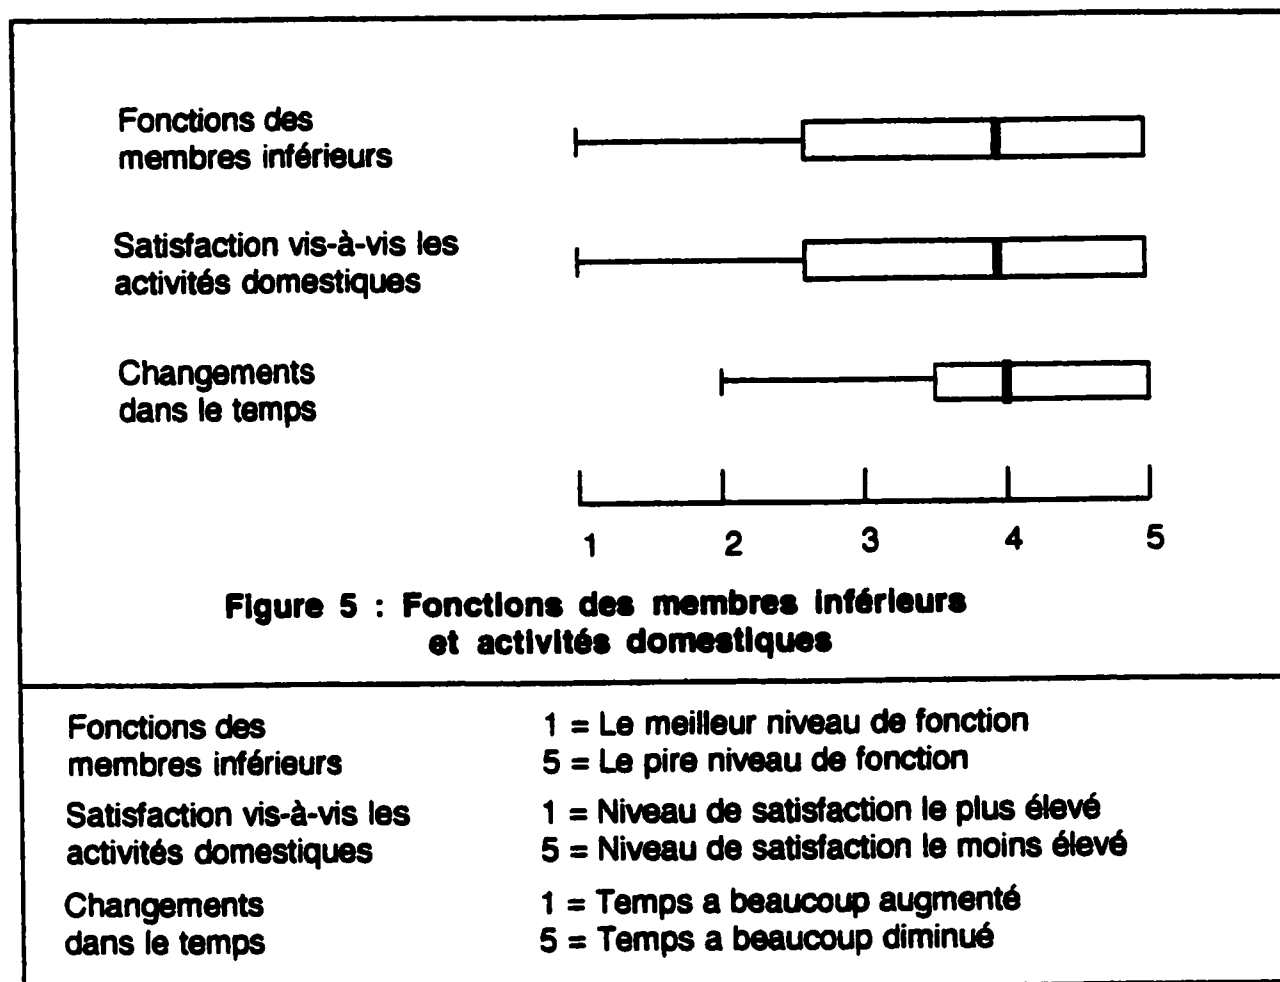 Fonctions des
membres inférieurs
Satisfaction vis-à-vis les
activités domestiques
Changements
dans le temps
1 2 3 4 5
Figure 5 : Fonctions des membres inférieurs
et activités domestiques
Fonctions des
membres inférieurs
1 = Le meilleur niveau de fonction
5 = Le pire niveau de fonction
Satisfaction vis-à-vis les
activités domestiques
1 = Niveau de satisfaction le plus élevé
5 = Niveau de satisfaction le moins élevé
Changements
dans le temps
1 = Temps a beaucoup augmenté
5 = Temps a beaucoup diminué